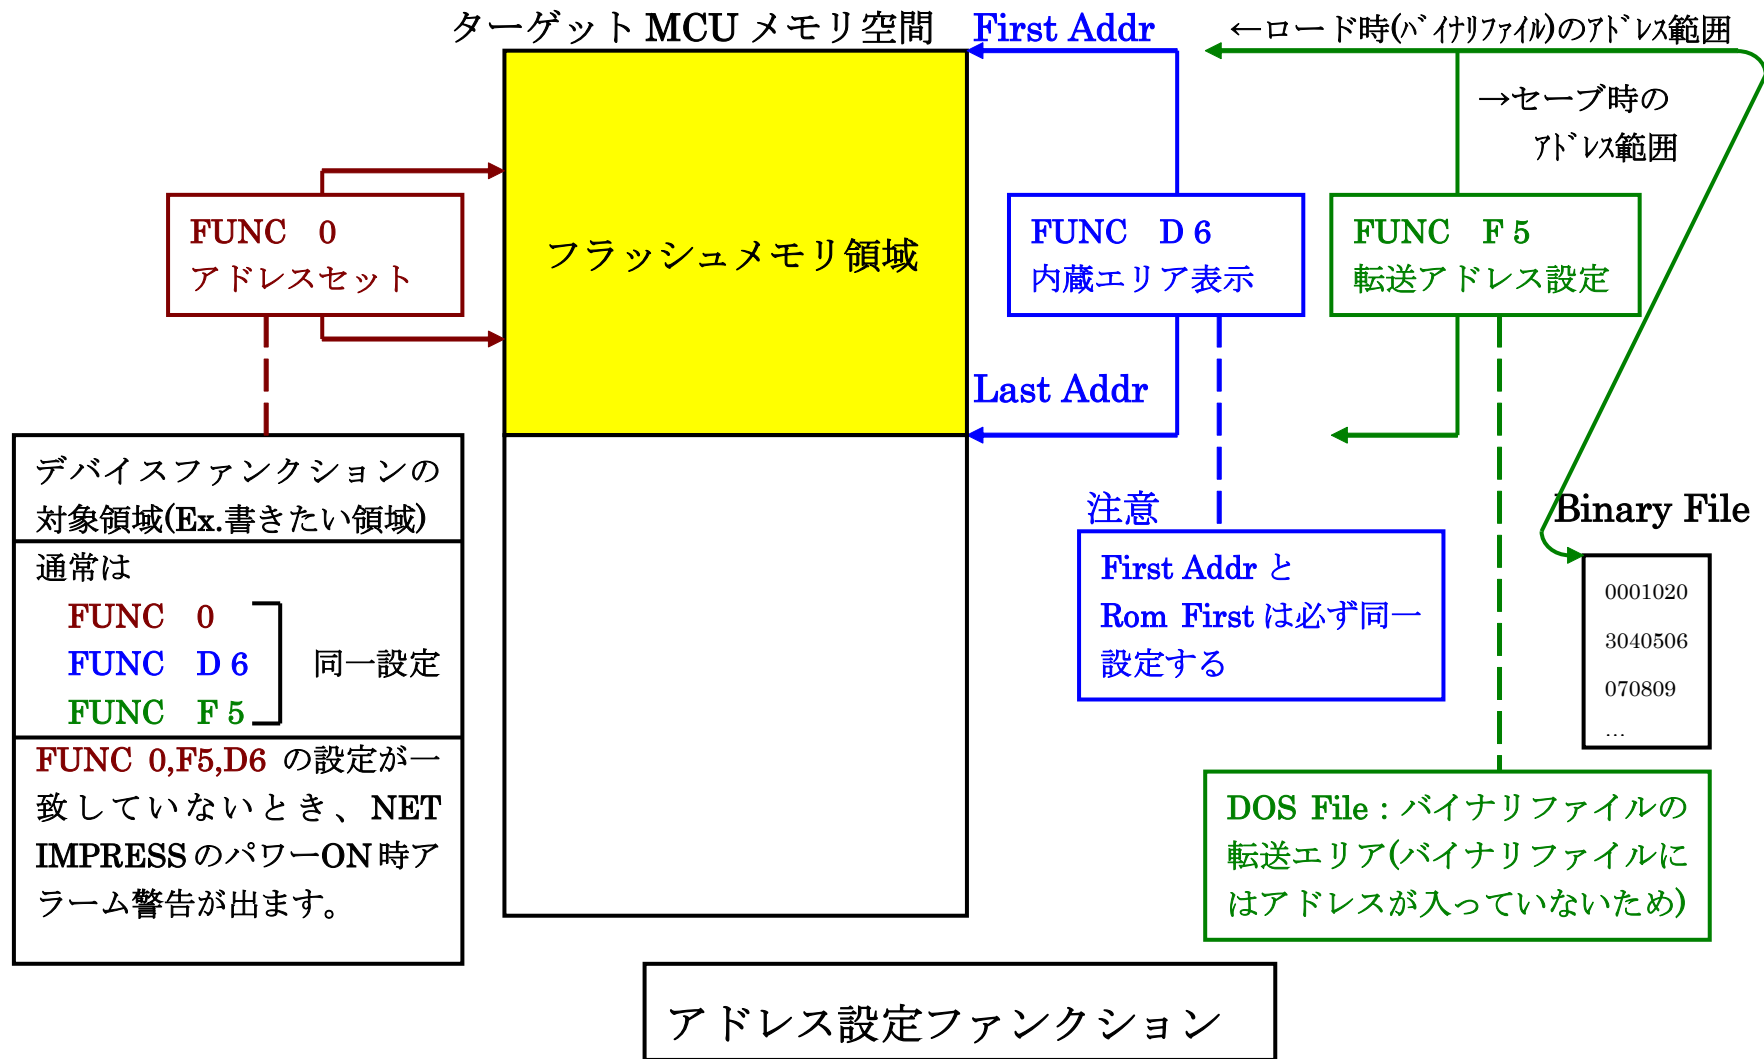 ターゲット MCU メモリ空間
First Addr
←ロード時(バイナリファイル)のアドレス範囲
→セーブ時の
アドレス範囲
FUNC 0
アドレスセット
フラッシュメモリ領域
FUNC D 6
内蔵エリア表示
FUNC F 5
転送アドレス設定
Last Addr
デバイスファンクションの
対象領域(Ex.書きたい領域)
通常は
FUNC 0
FUNC D 6
FUNC F 5
同一設定
FUNC 0,F5,D6 の設定が一
致していないとき、NET
IMPRESS のパワーON 時ア
ラーム警告が出ます。
注意
First Addr と
Rom First は必ず同一
設定する
Binary File
0001020
3040506
070809
…
DOS File : バイナリファイルの
転送エリア(バイナリファイルに
はアドレスが入っていないため)
アドレス設定ファンクション